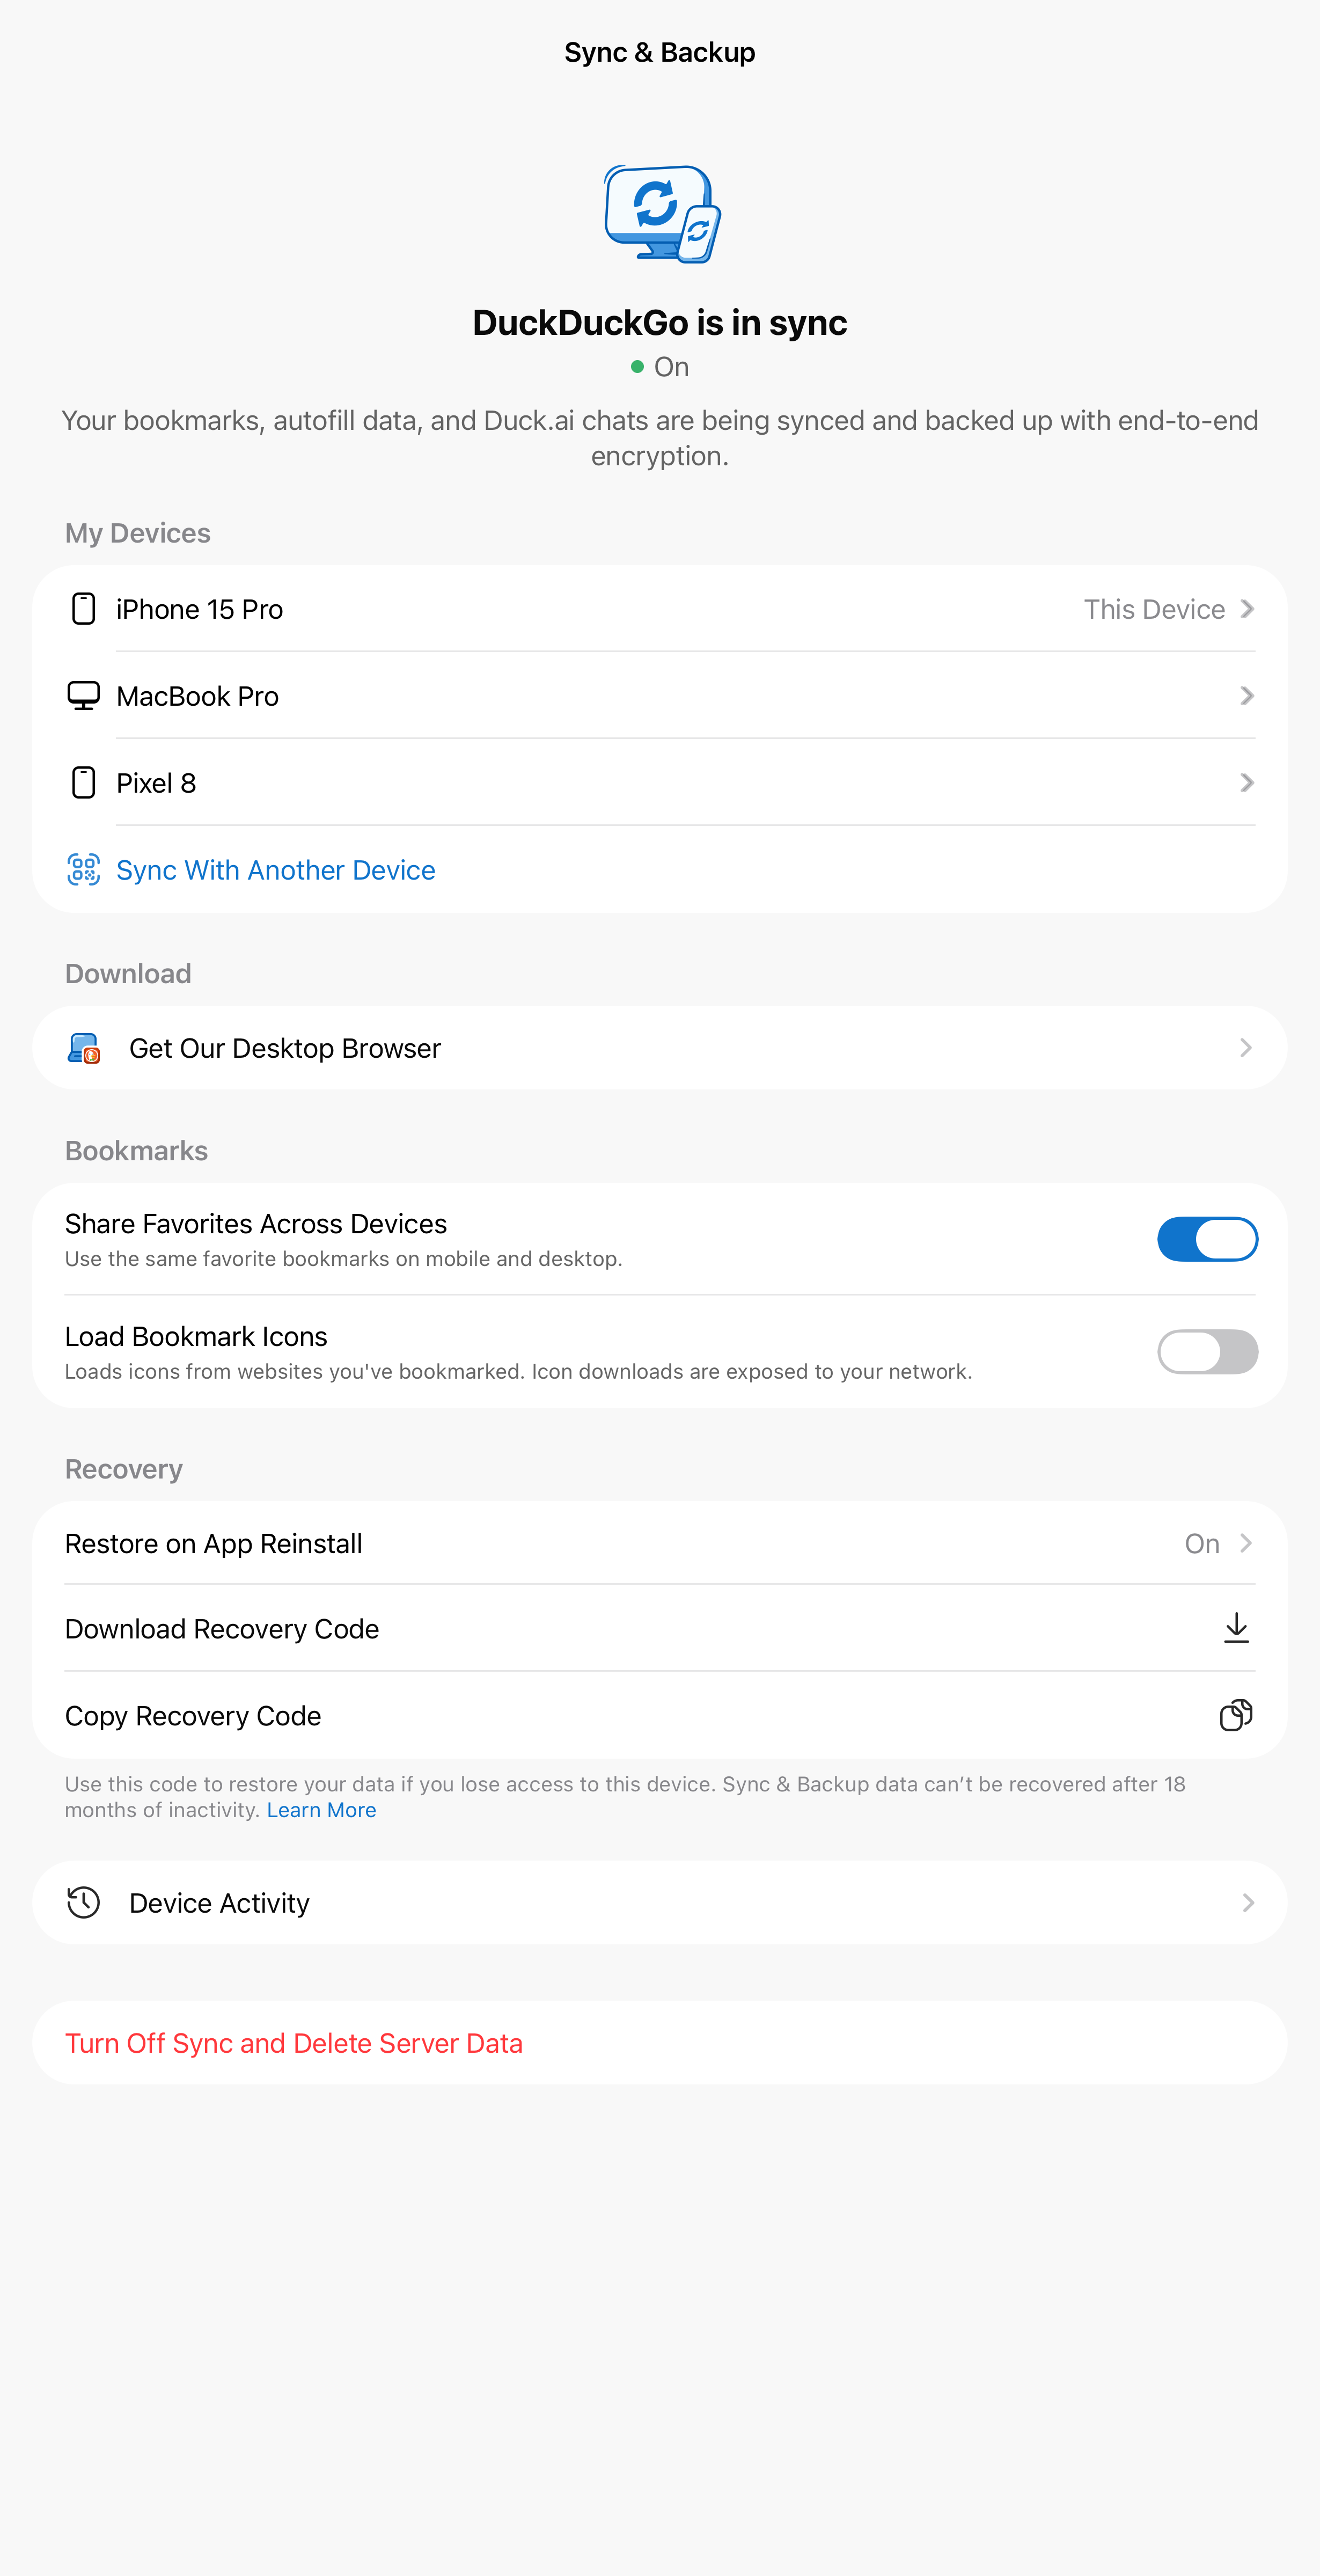 Sync & Backup
DuckDuckGo is in sync
On
Your bookmarks, autofill data, and Duck.ai chats are being synced and backed up with end-to-end
encryption.
My Devices
iPhone 15 Pro
This Device
MacBook Pro
Pixel 8
Sync With Another Device
Download
Get Our Desktop Browser
Bookmarks
Share Favorites Across Devices
Use the same favorite bookmarks on mobile and desktop.
Load Bookmark Icons
Loads icons from websites you've bookmarked. Icon downloads are exposed to your network.
Recovery
Restore on App Reinstall
On
Download Recovery Code
Copy Recovery Code
Use this code to restore your data if you lose access to this device. Sync & Backup data can’t be recovered after 18
months of inactivity. Learn More
Device Activity
Turn Off Sync and Delete Server Data